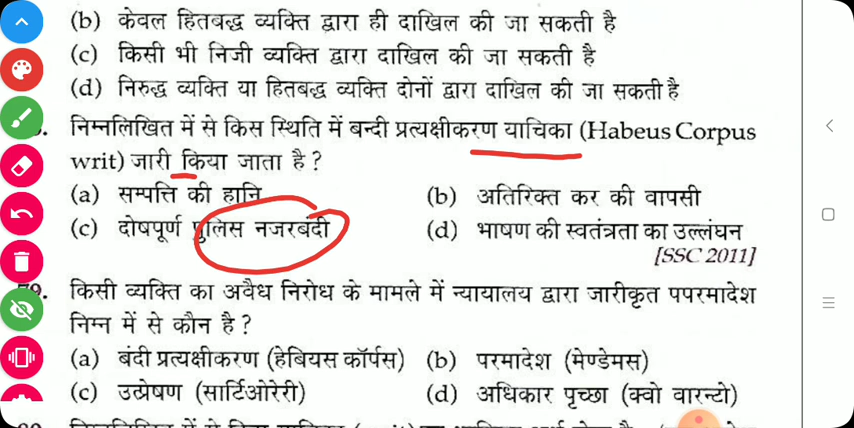 (b) केवल हितबद्ध व्यक्ति द्वारा ही दाखिल की जा सकती है
(c) किसी भी निजी व्यक्ति द्वारा दाखिल की जा सकती है
(d) निरुद्ध व्यक्ति या हितबद्ध व्यक्ति दोनों द्वारा दाखिल की जा सकती है
निम्नलिखित में से किस स्थिति में बन्दी प्रत्यक्षीकरण याचिका (Habeus Corpus
writ) जारी किया जाता है ?
(a) सम्पत्ति की हानि (b) अतिरिक्त कर की वापसी
(c) दोषपूर्ण पुलिस नजरबंदी (d) भाषण की स्वतंत्रता का उल्लंघन
[SSC 2011]
79. किसी व्यक्ति का अवैध निरोध के मामले में न्यायालय द्वारा जारीकृत पपरमादेश
निम्न में से कौन है ?
(a) बंदी प्रत्यक्षीकरण (हेबियस कॉर्पस) (b) परमादेश (मेण्डेमस)
(c) उत्प्रेषण (सार्टिओरेरी) (d) अधिकार पृच्छा (क्वो वारन्टो)